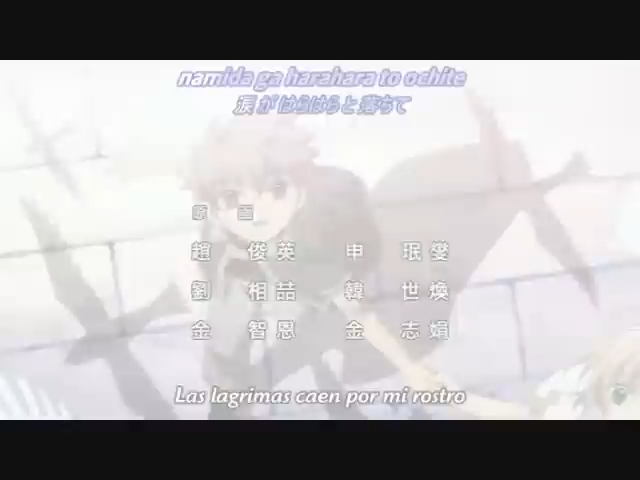 namida ga harahara to ochite
涙がはらはらと落ちて
原 画
趙 俊英 申 珉燮
劉 相喆 韓 世煥
金 智恩 金 志娟
Las lagrimas caen por mi rostro